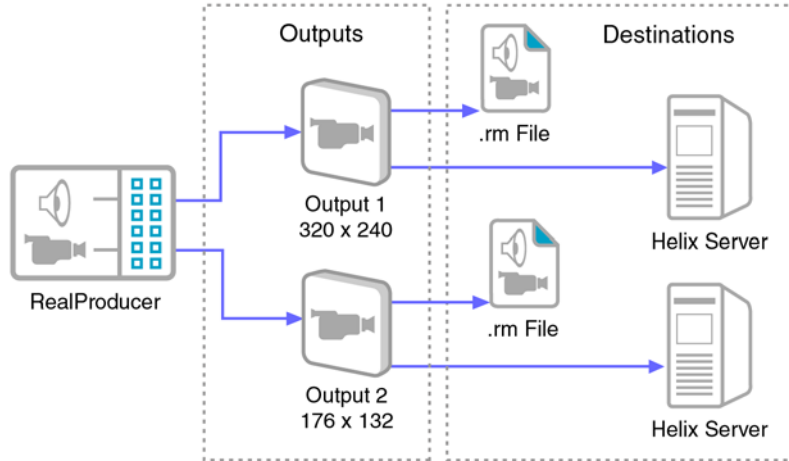 Outputs
Destinations
.rm File
Output 1
320 x 240
Helix Server
RealProducer
.rm File
Output 2
176 x 132
Helix Server